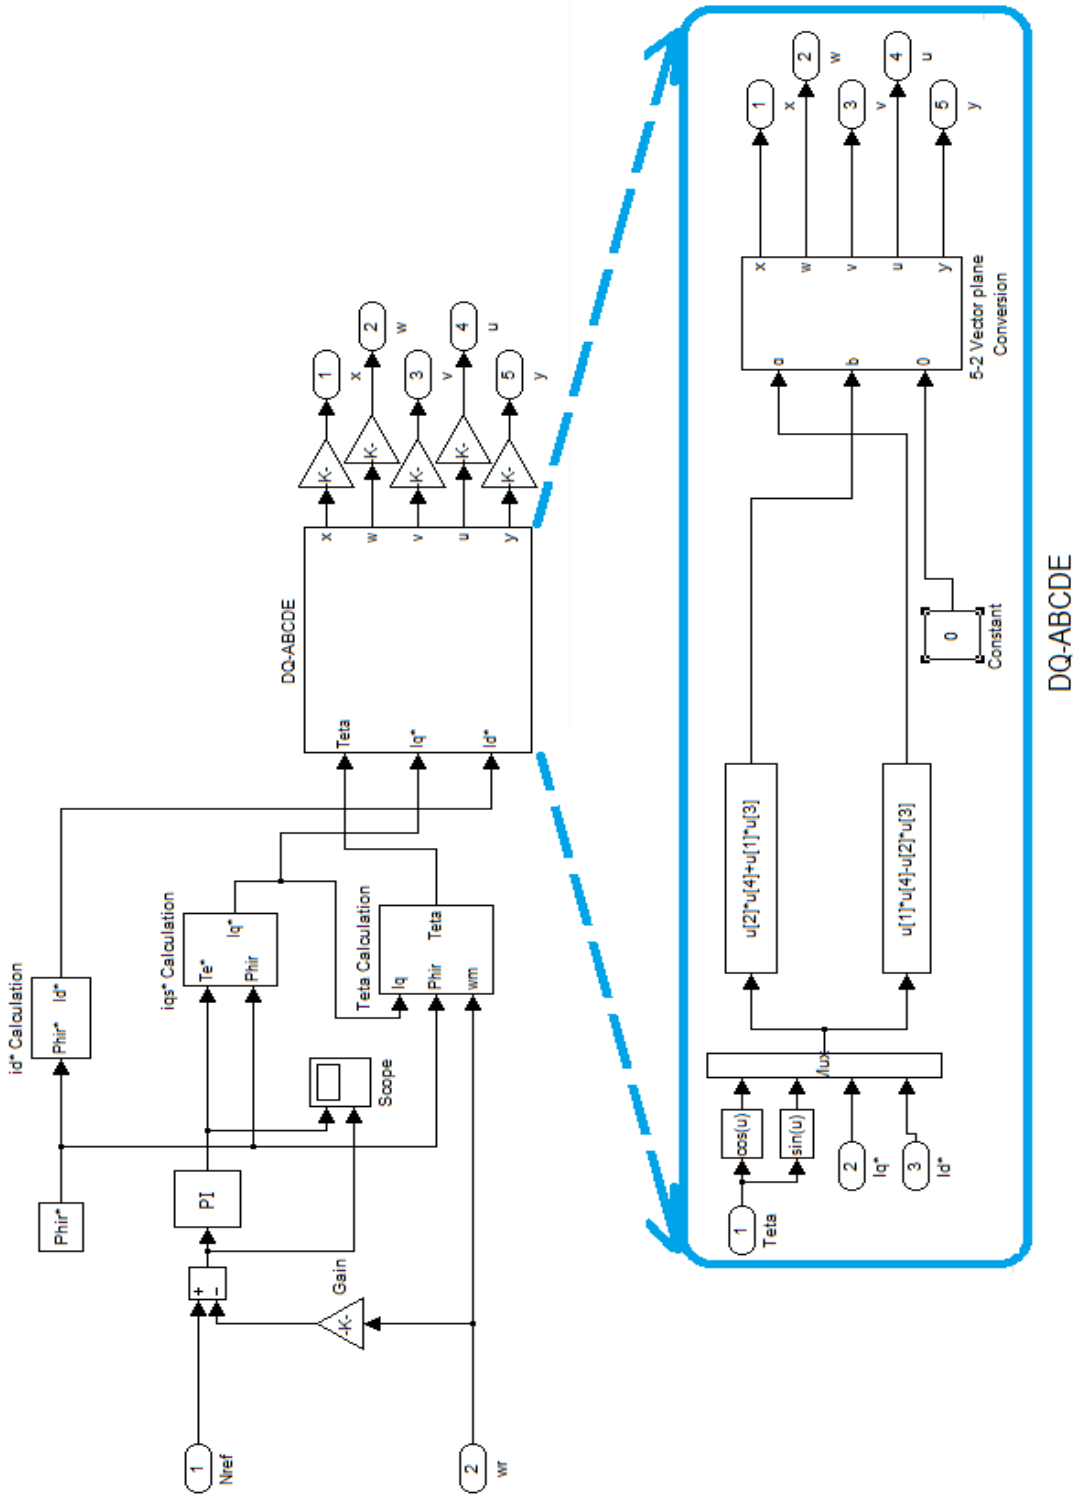 id* Calculation
Phir*
Phir*
Id*
iqs* Calculation
Te*
Phir
Iq*
Teta Calculation
Iq
Phir
wm
Teta
PI
Scope
+
-
Gain
-K-
1
Nref
2
wr
DQ-ABCDE
Teta
Iq*
Id*
x
w
v
u
y
-K-
-K-
-K-
-K-
-K-
1
x
2
w
3
v
4
u
5
y
1
Teta
cos(u)
sin(u)
2
Iq*
3
Id*
u[2]*u[4]+u[1]*u[3]
u[1]*u[4]-u[2]*u[3]
0
Constant
a
b
0
x
w
v
u
y
5-2 Vector plane
Conversion
1
x
2
w
3
v
4
u
5
y
DQ-ABCDE